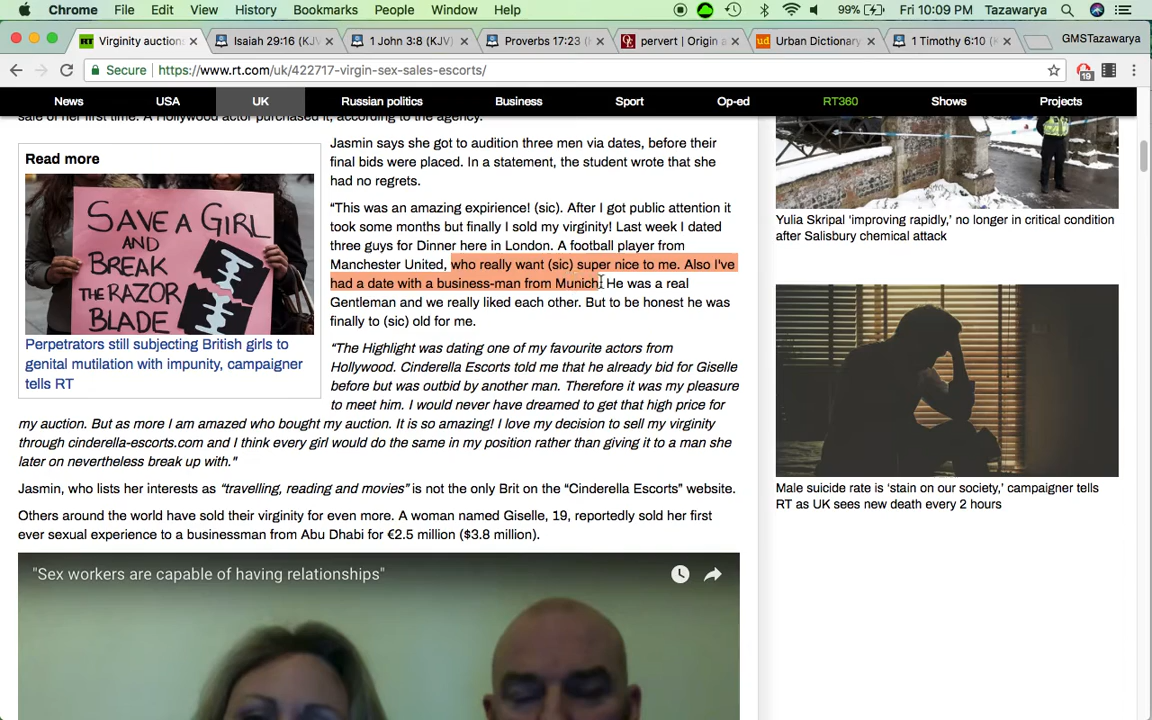 Chrome File Edit View History Bookmarks People Window Help 99% Fri 10:09 PM Tazawarya
RT Virginity auctions Isaiah 29:16 (KJV 1 John 3:8 (KJV) Proverbs 17:23 (K pervert | Origin a ud Urban Dictionary 1 Timothy 6:10 (K GMSTazawarya
Secure https://www.rt.com/uk/422717-virgin-sex-sales-escorts/ 19
News USA UK Russian politics Business Sport Op-ed RT360 Shows Projects
sale of her first time. A Hollywood actor purchased it, according to the agency.
Read more
SAVE A GIRL
AND
BREAK
THE RAZOR
BLADE
Perpetrators still subjecting British girls to
genital mutilation with impunity, campaigner
tells RT
Jasmin says she got to audition three men via dates, before their
final bids were placed. In a statement, the student wrote that she
had no regrets.
“This was an amazing expirience! (sic). After I got public attention it
took some months but finally I sold my virginity! Last week I dated
three guys for Dinner here in London. A football player from
Manchester United, who really want (sic) super nice to me. Also I've
had a date with a business-man from Munich. He was a real
Gentleman and we really liked each other. But to be honest he was
finally to (sic) old for me.
“The Highlight was dating one of my favourite actors from
Hollywood. Cinderella Escorts told me that he already bid for Giselle
before but was outbid by another man. Therefore it was my pleasure
to meet him. I would never have dreamed to get that high price for
my auction. But as more I am amazed who bought my auction. It is so amazing! I love my decision to sell my virginity
through cinderella-escorts.com and I think every girl would do the same in my position rather than giving it to a man she
later on nevertheless break up with."
Jasmin, who lists her interests as “travelling, reading and movies” is not the only Brit on the “Cinderella Escorts” website.
Others around the world have sold their virginity for even more. A woman named Giselle, 19, reportedly sold her first
ever sexual experience to a businessman from Abu Dhabi for €2.5 million ($3.8 million).
"Sex workers are capable of having relationships"
Yulia Skripal ‘improving rapidly,’ no longer in critical condition
after Salisbury chemical attack
Male suicide rate is ‘stain on our society,’ campaigner tells
RT as UK sees new death every 2 hours